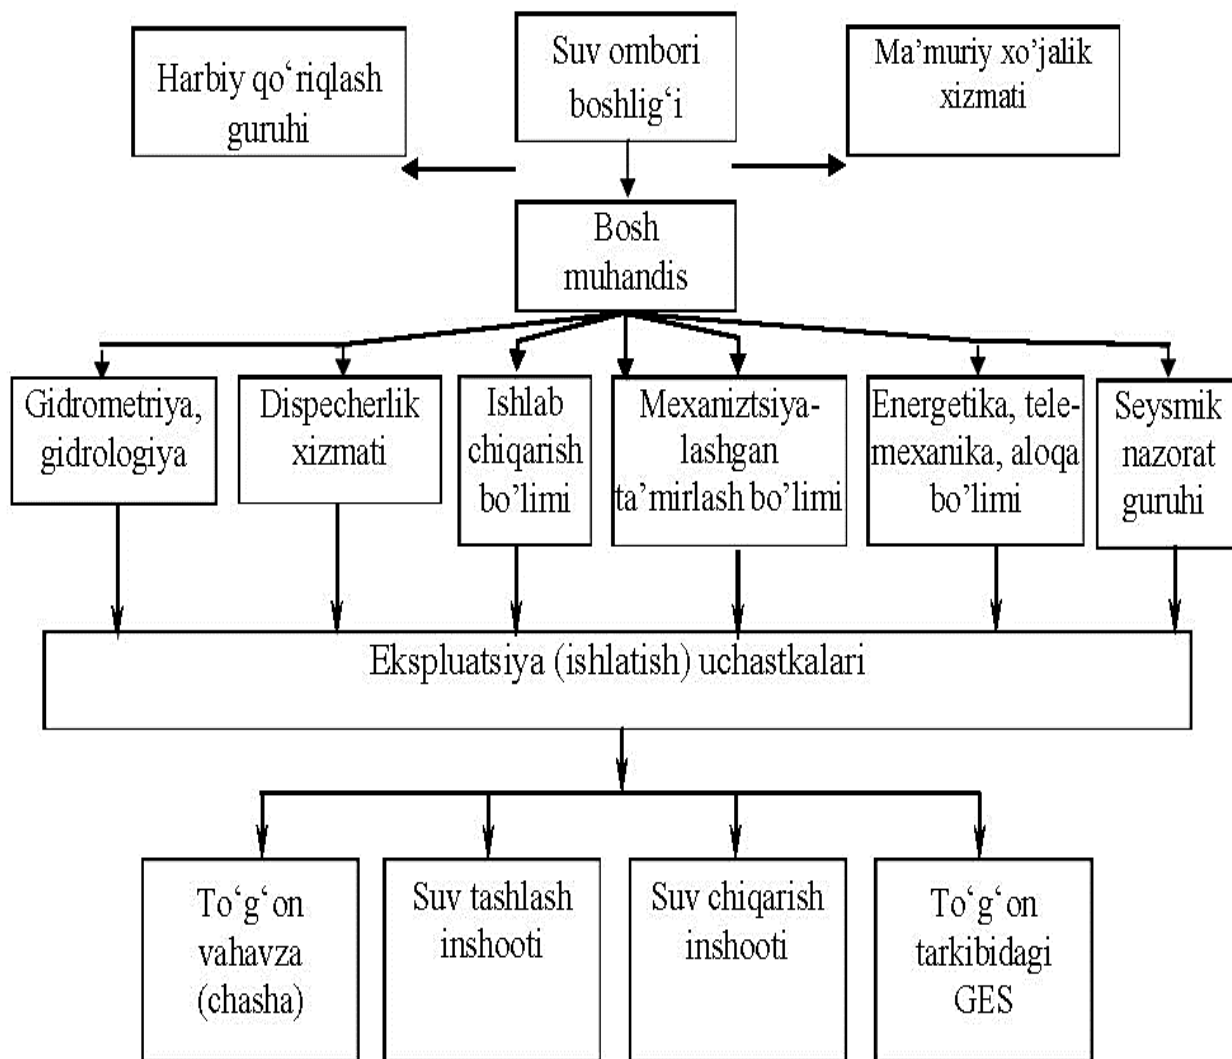 Harbiy qo‘riqlash
guruhi
Suv ombori
boshlig‘i
Ma’muriy xo’jalik
xizmati
Bosh
muhandis
Gidrometriya,
gidrologiya
Dispecherlik
xizmati
Ishlab
chiqarish
bo’limi
Mexaniztsiya-
lashgan
ta’mirlash bo’limi
Energetika, tele-
mexanika, aloqa
bo’limi
Seysmik
nazorat
guruhi
Ekspluatsiya (ishlatish) uchastkalari
To‘g‘on
vahavza
(chasha)
Suv tashlash
inshooti
Suv chiqarish
inshooti
To‘g‘on
tarkibidagi
GES